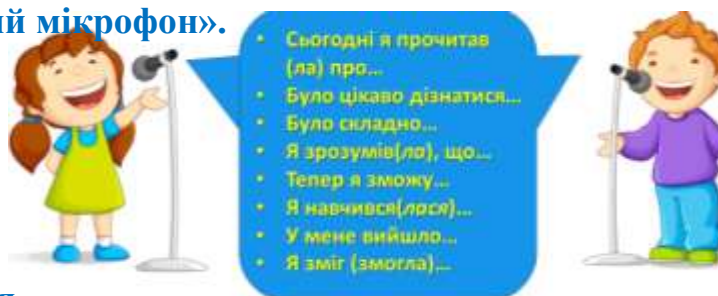 ий мікрофон».
• Сьогодні я прочитав
(ла) про...
• Було цікаво дізнатися...
• Було складно...
• Я зрозумів(ла), що...
• Тепер я зможу...
• Я навчився(лася)...
• У мене вийшло...
• Я зміг (змогла)...